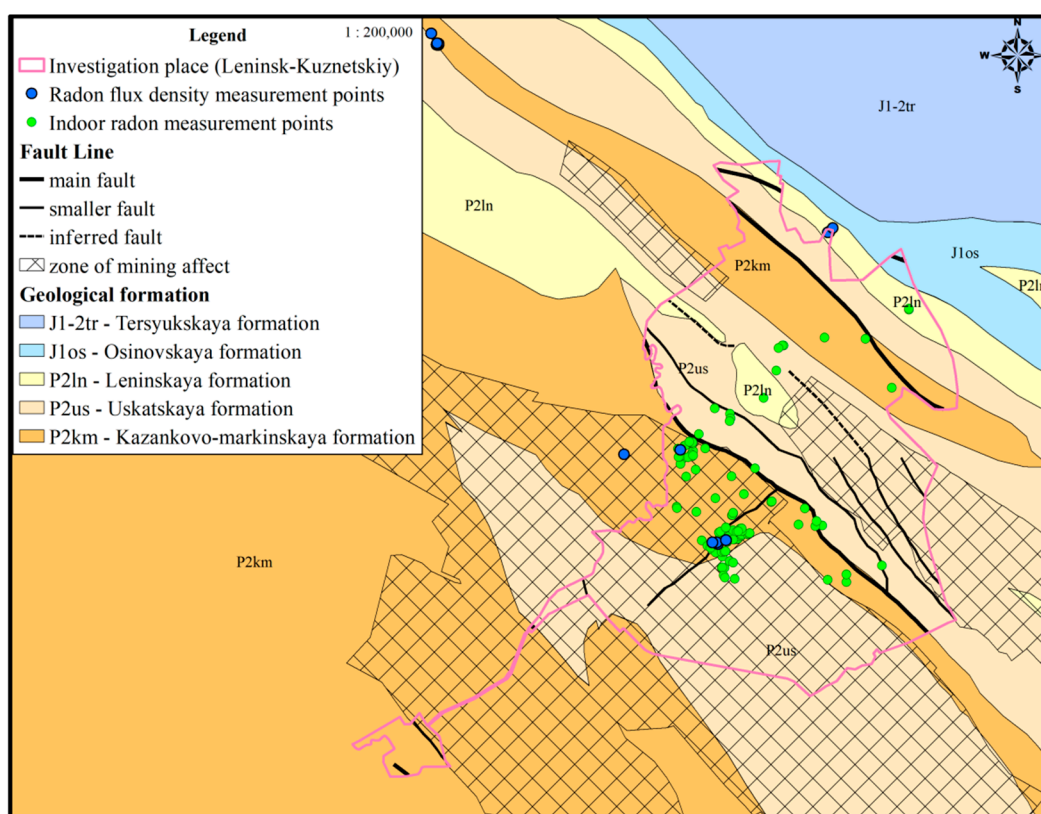 Legend
1 : 200,000
Investigation place (Leninsk-Kuznetskiy)
Radon flux density measurement points
Indoor radon measurement points
Fault Line
main fault
smaller fault
inferred fault
zone of mining affect
Geological formation
J1-2tr - Tersyukskaya formation
J1os - Osinovskaya formation
P2ln - Leninskaya formation
P2us - Uskatskaya formation
P2km - Kazankovo-markinskaya formation
N
W
E
S
J1-2tr
P2ln
J1os
P2km
P2ln
P2ln
P2us
P2ln
P2km
P2us